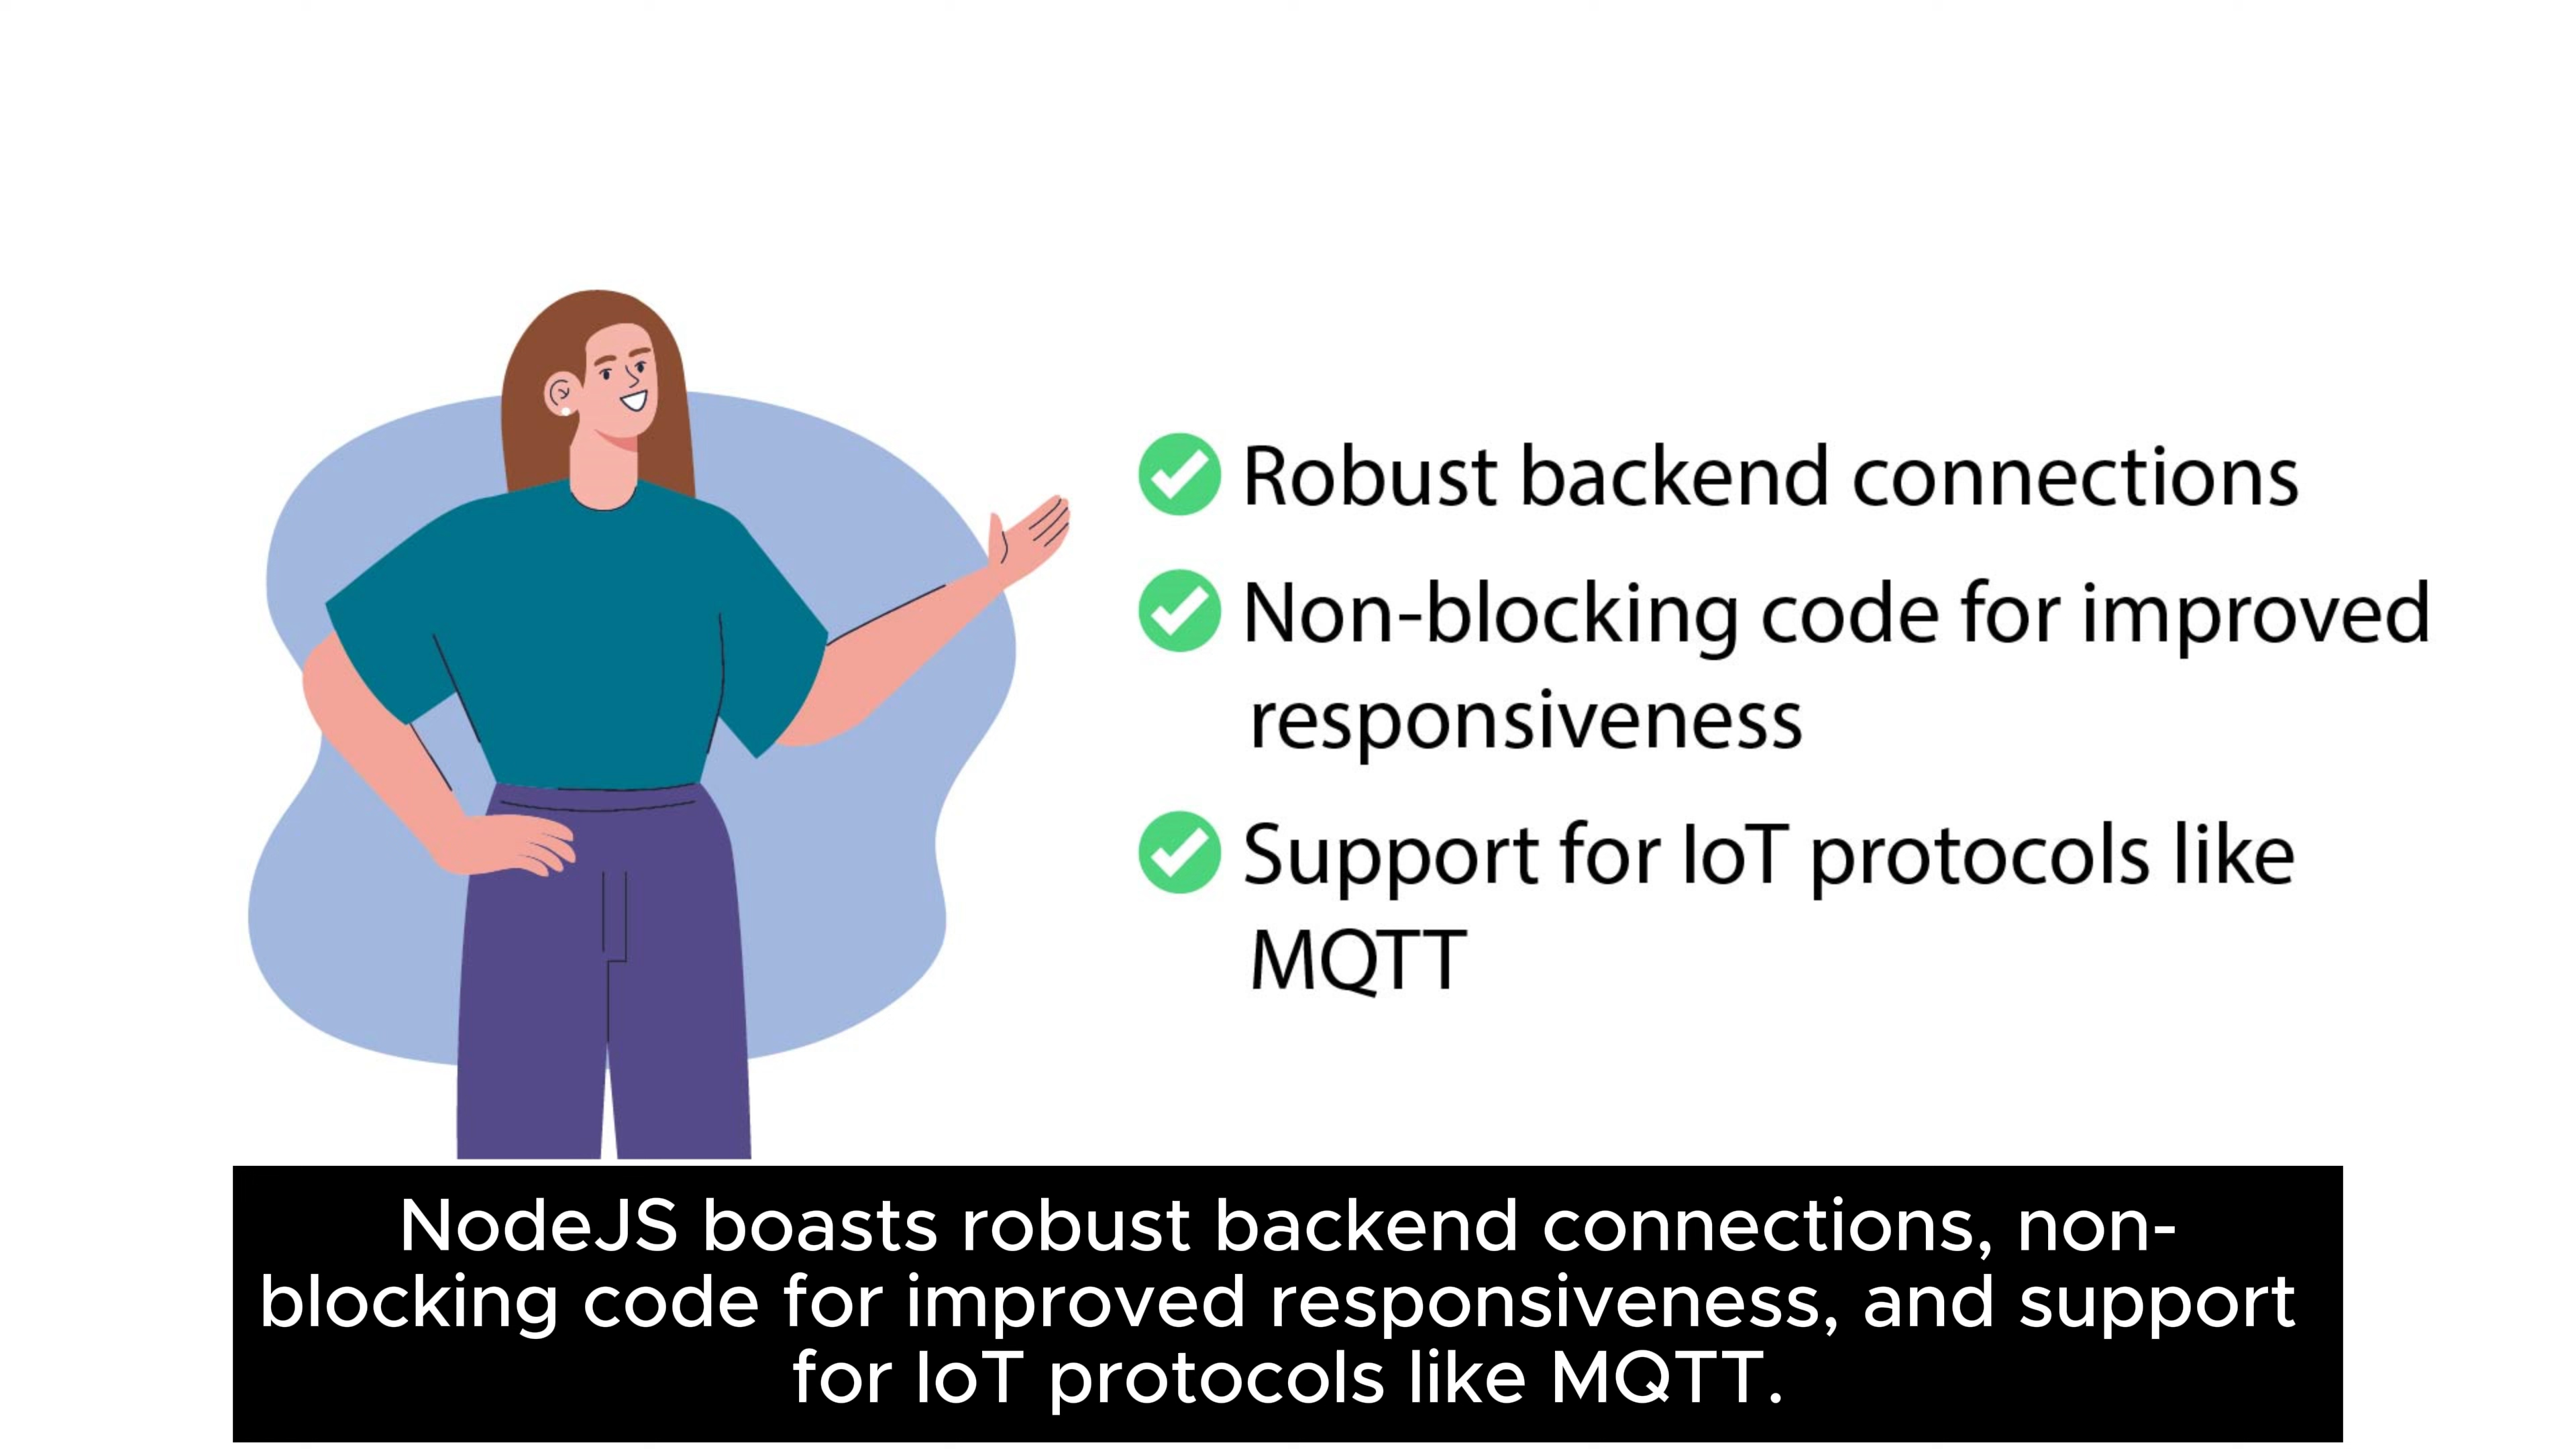 Robust backend connections
Non-blocking code for improved
responsiveness
Support for IoT protocols like
MQTT
NodeJS boasts robust backend connections, non-
blocking code for improved responsiveness, and support
for IoT protocols like MQTT.